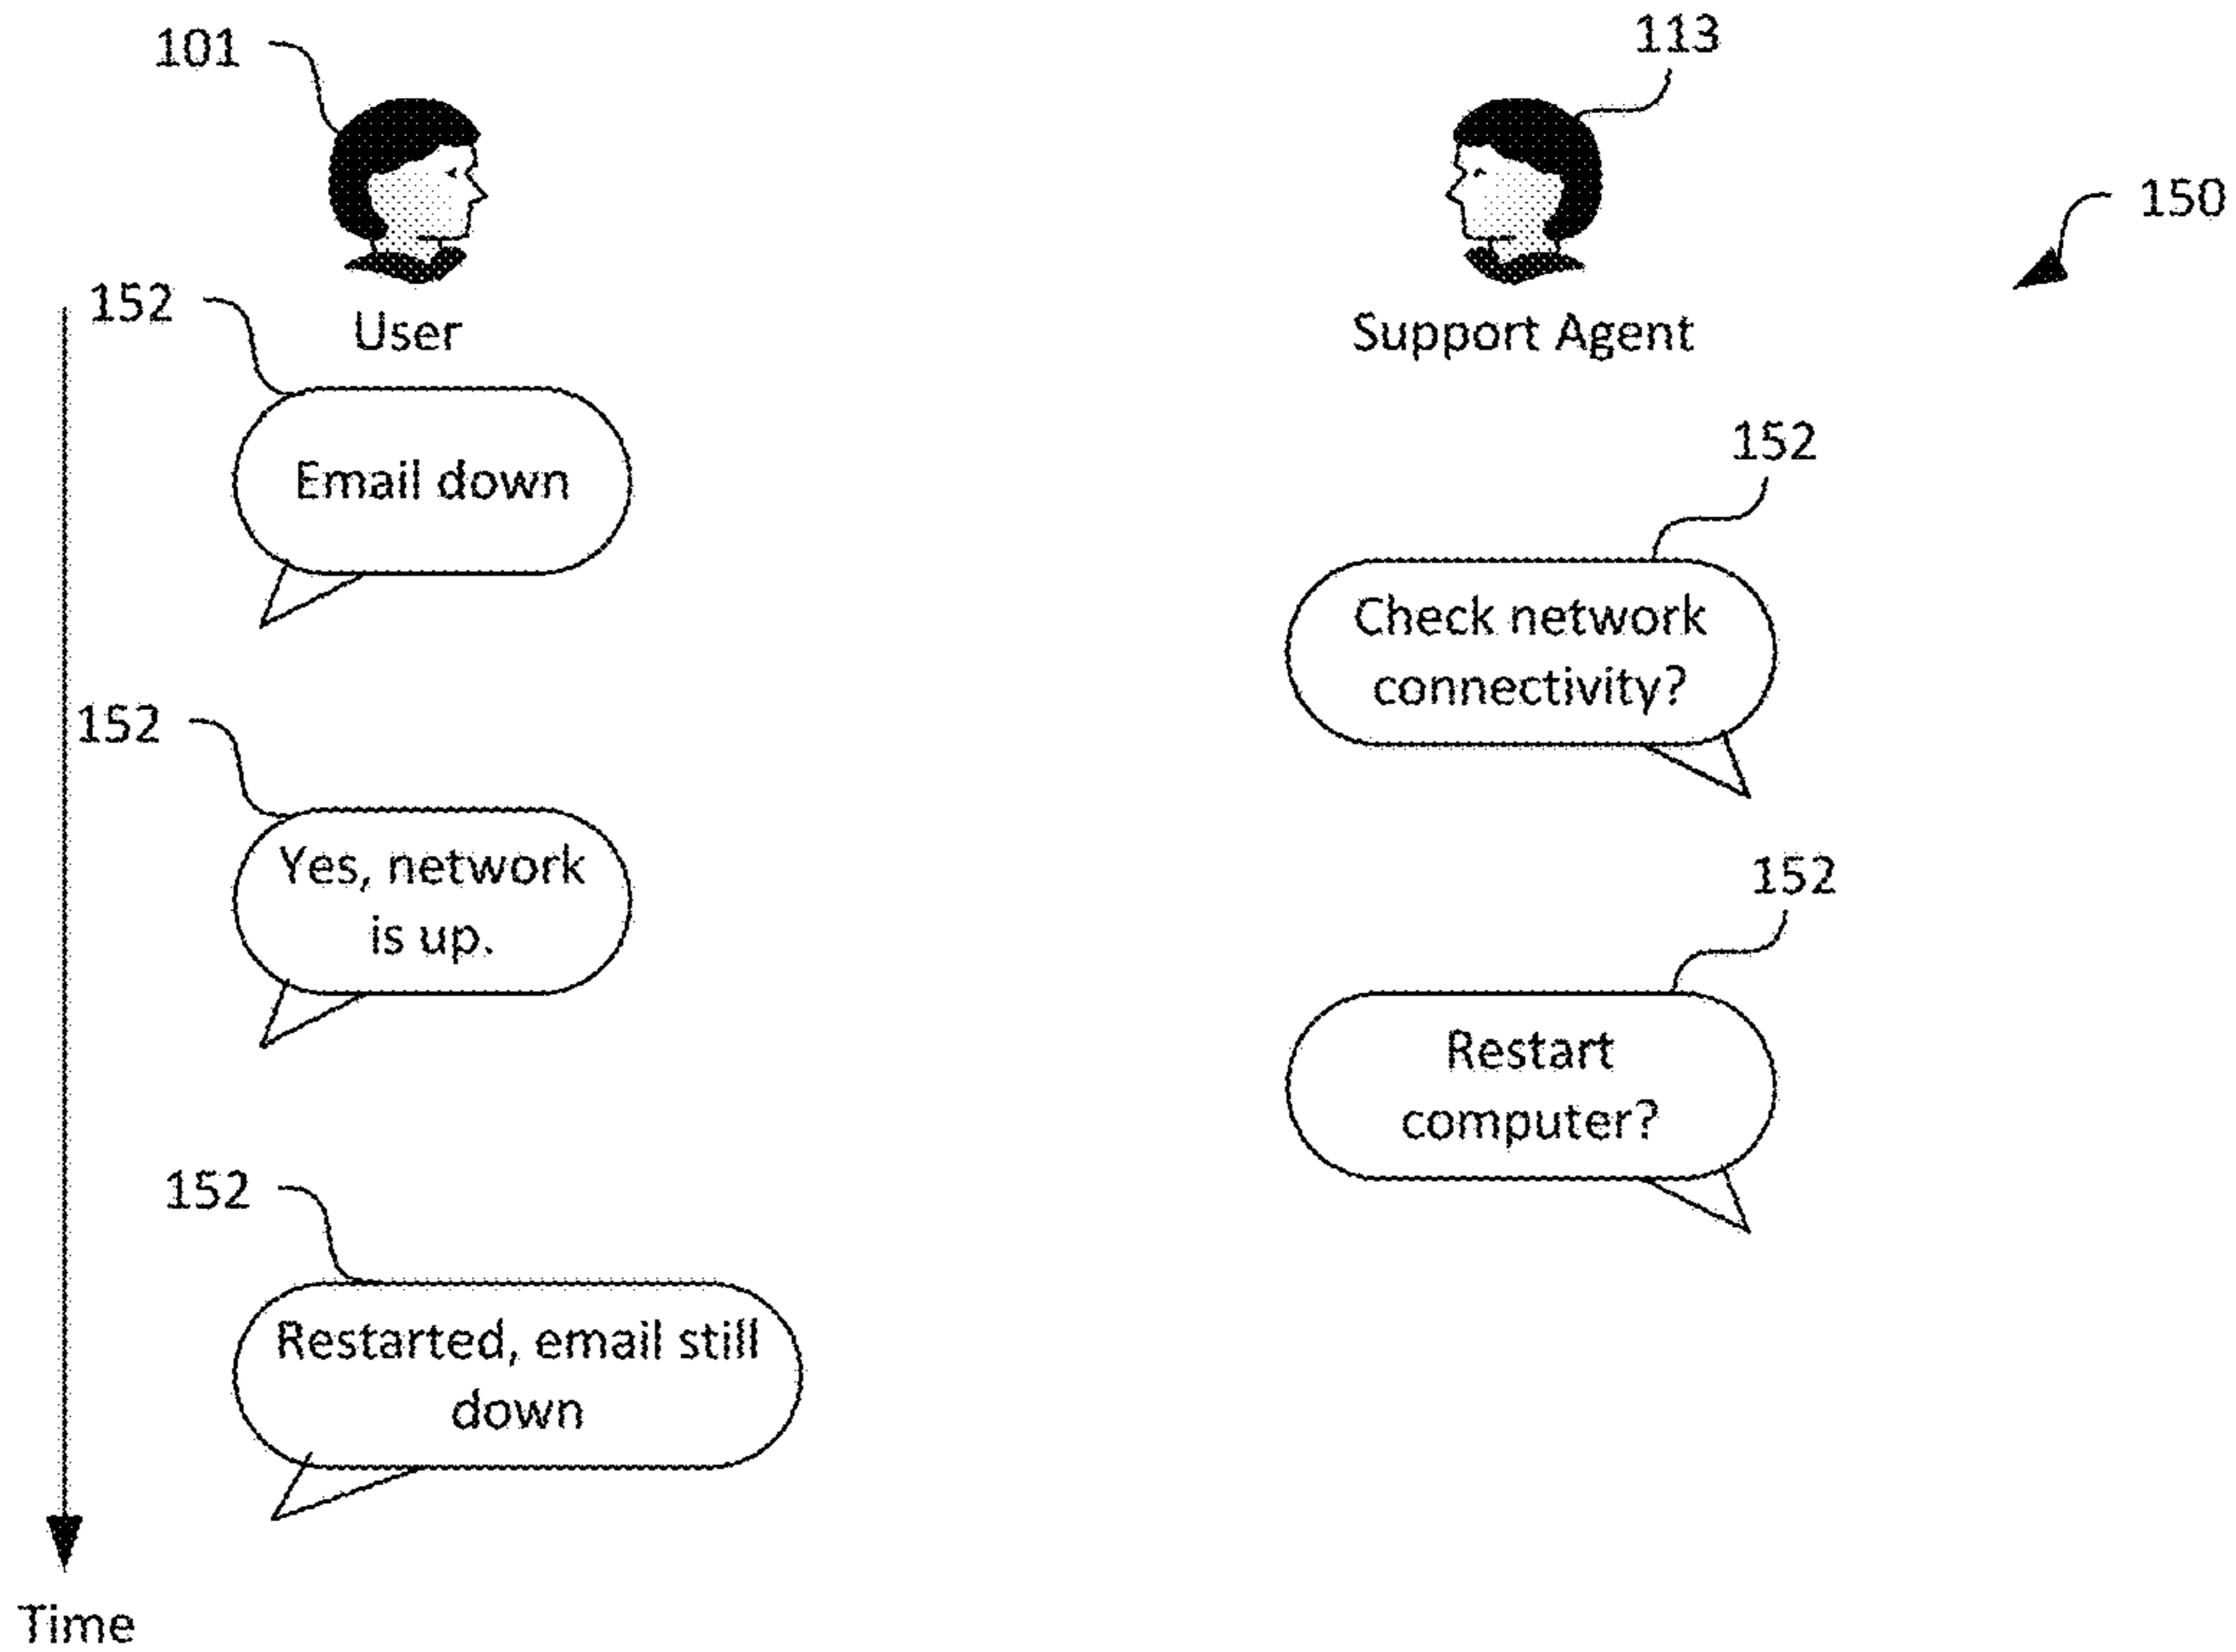 101
113
150
User
Support Agent
152
Email down
152
Check network
connectivity?
152
Yes, network
is up.
152
Restart
computer?
152
Restarted, email still
down
Time